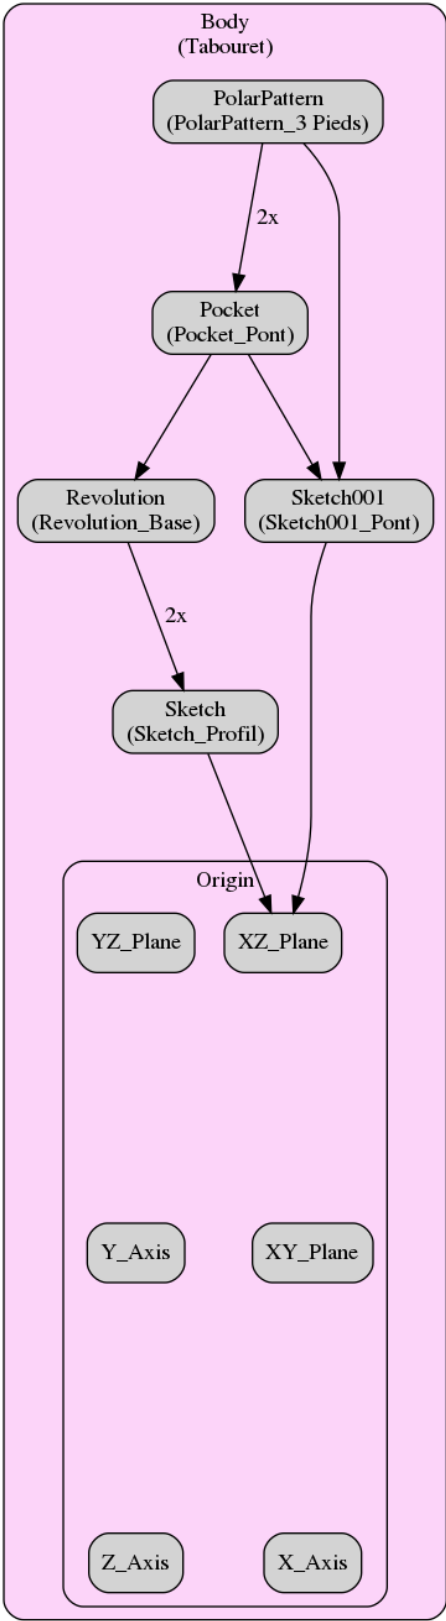 Body
(Tabouret)
PolarPattern
(PolarPattern_3 Pieds)
2x
Pocket
(Pocket_Pont)
Revolution
(Revolution_Base)
Sketch001
(Sketch001_Pont)
2x
Sketch
(Sketch_Profil)
Origin
YZ_Plane
XZ_Plane
Y_Axis
XY_Plane
Z_Axis
X_Axis